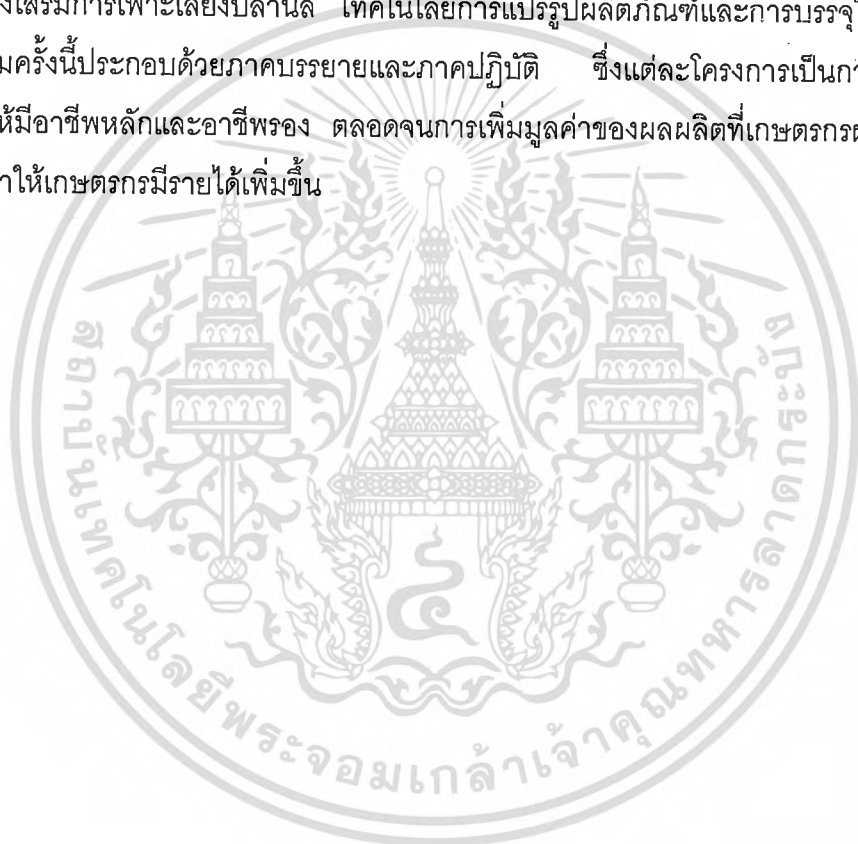 งเสริมการเพาะเลี้ยงปลานิล เทคโนโลยีการแปรรูปผลิตภัณฑ์และการบรรจุ
มครั้งนี้ประกอบด้วยภาคบรรยายและภาคปฏิบัติ ซึ่งแต่ละโครงการเป็นกา
ห้มีอาชีพหลักและอาชีพรอง ตลอดจนการเพิ่มมูลค่าของผลผลิตที่เกษตรกรผ
าให้เกษตรกรมีรายได้เพิ่มขึ้น
สถาบันเทคโนโลยีพระจอมเกล้าเจ้าคุณทหารลาดกระบัง